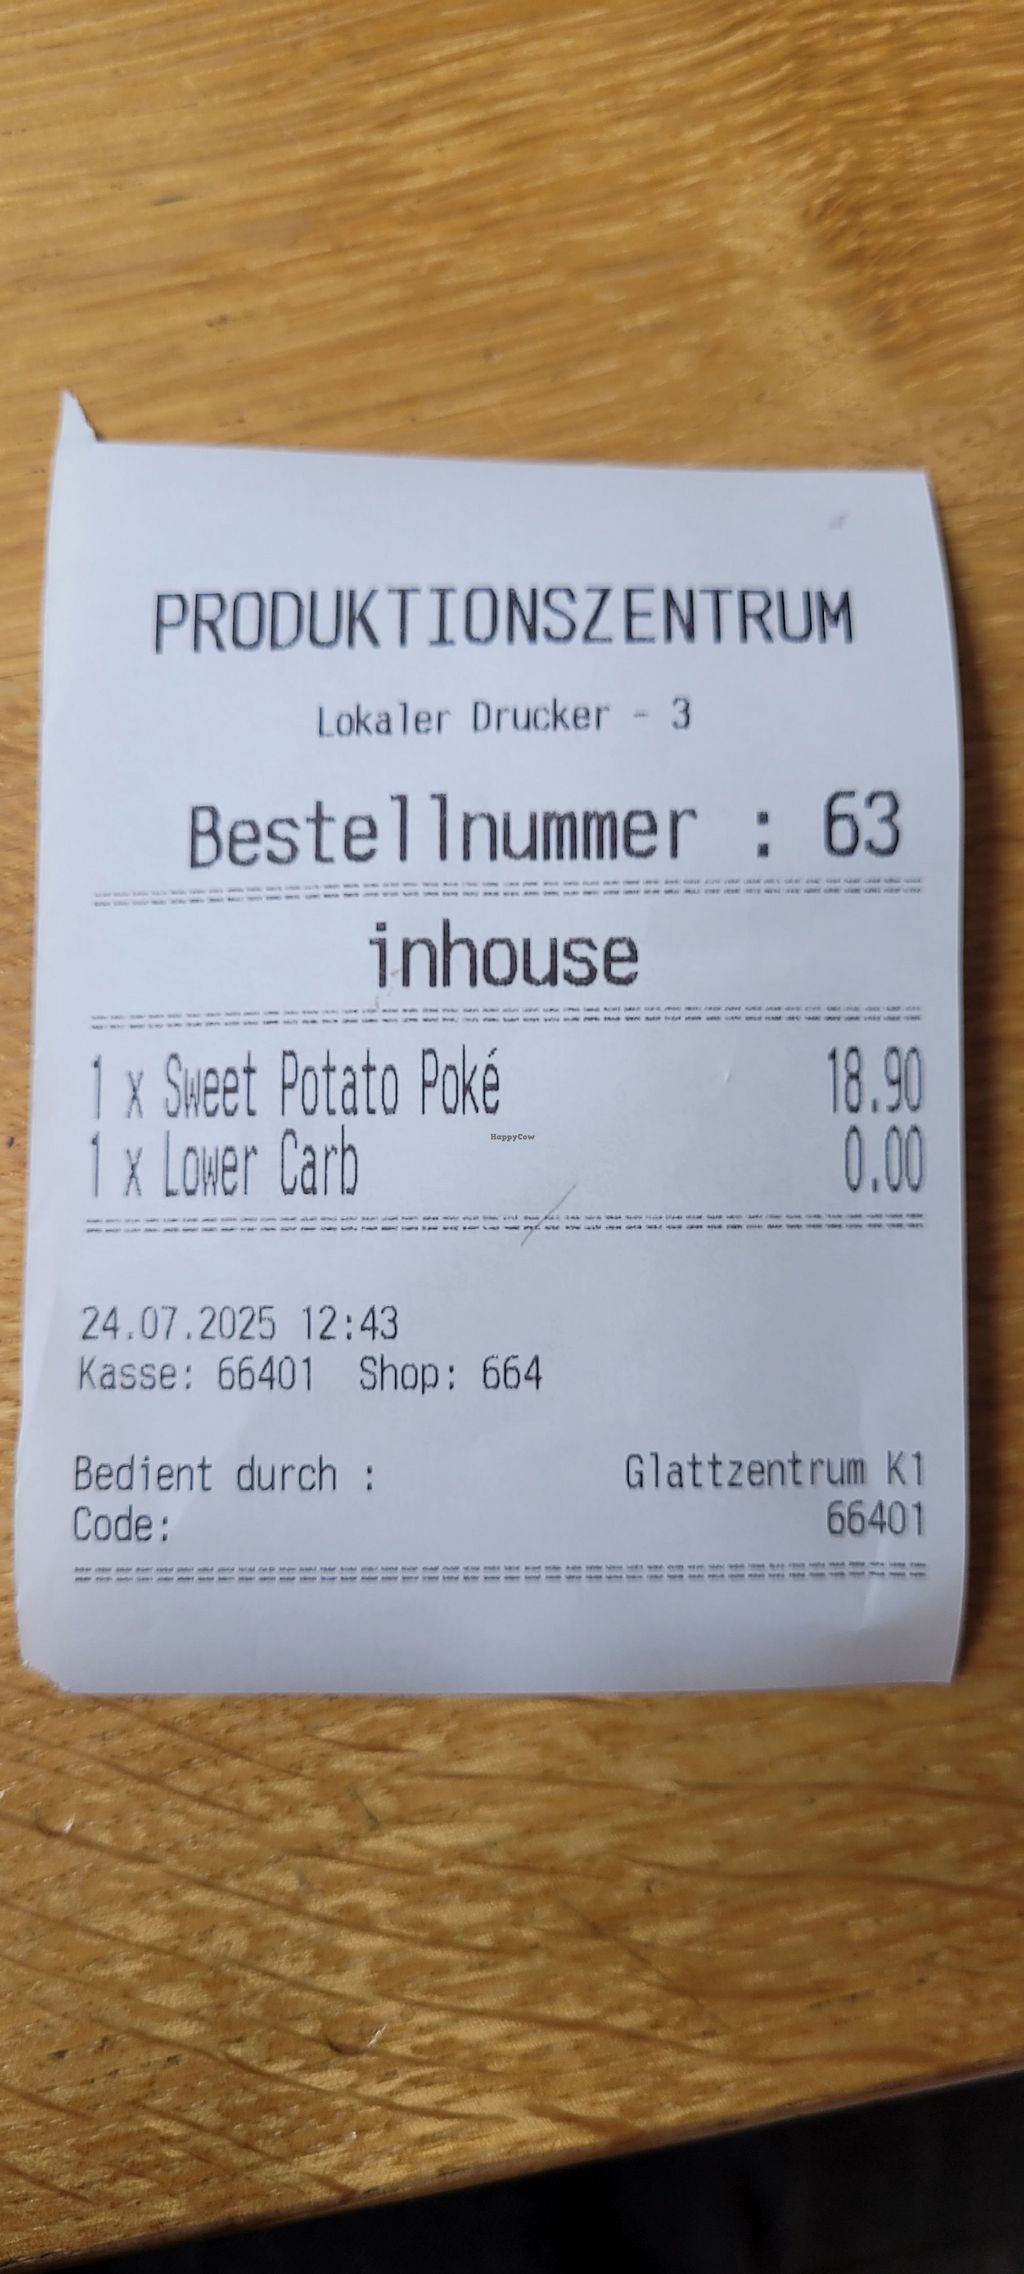 PRODUKTIONSZENTRUM
Lokaler Drucker - 3
Bestellnummer : 63
inhouse
1 x Sweet Potato Poké 18.90
1 x Lower Carb 0.00
HappyCow
24.07.2025 12:43
Kasse: 66401 Shop: 664
Bedient durch : Glattzentrum K1
Code: 66401